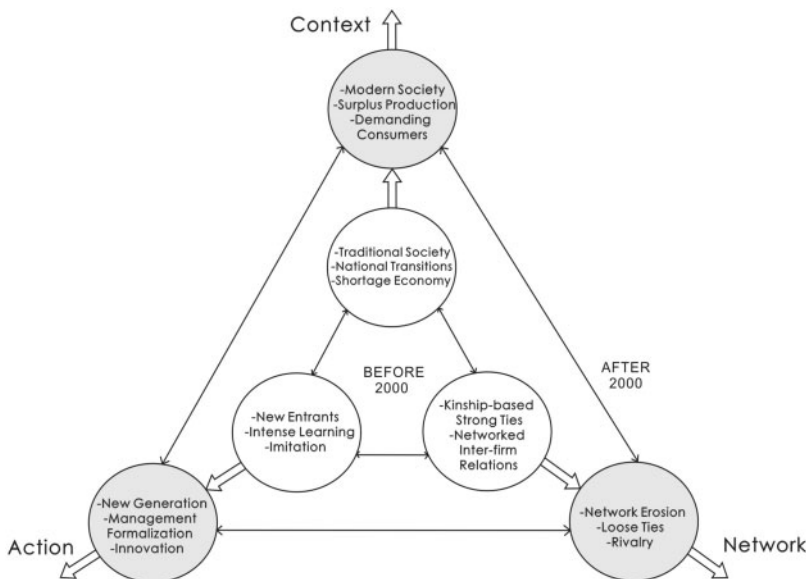 Context
-Modern Society
-Surplus Production
-Demanding
Consumers
-Traditional Society
-National Transitions
-Shortage Economy
BEFORE
2000
AFTER
2000
-New Entrants
-Intense Learning
-Imitation
-Kinship-based
Strong Ties
-Networked
Inter-firm
Relations
-New Generation
-Management
Formalization
-Innovation
-Network Erosion
-Loose Ties
-Rivalry
Action
Network